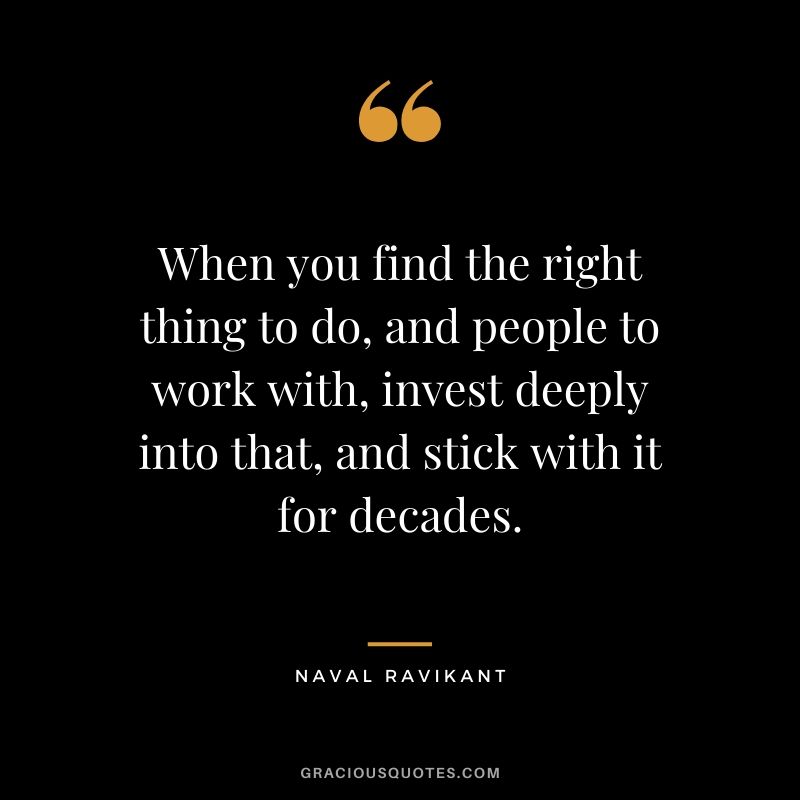 “
When you find the right
thing to do, and people to
work with, invest deeply
into that, and stick with it
for decades.
NAVAL RAVIKANT
GRACIOUSQUOTES.COM